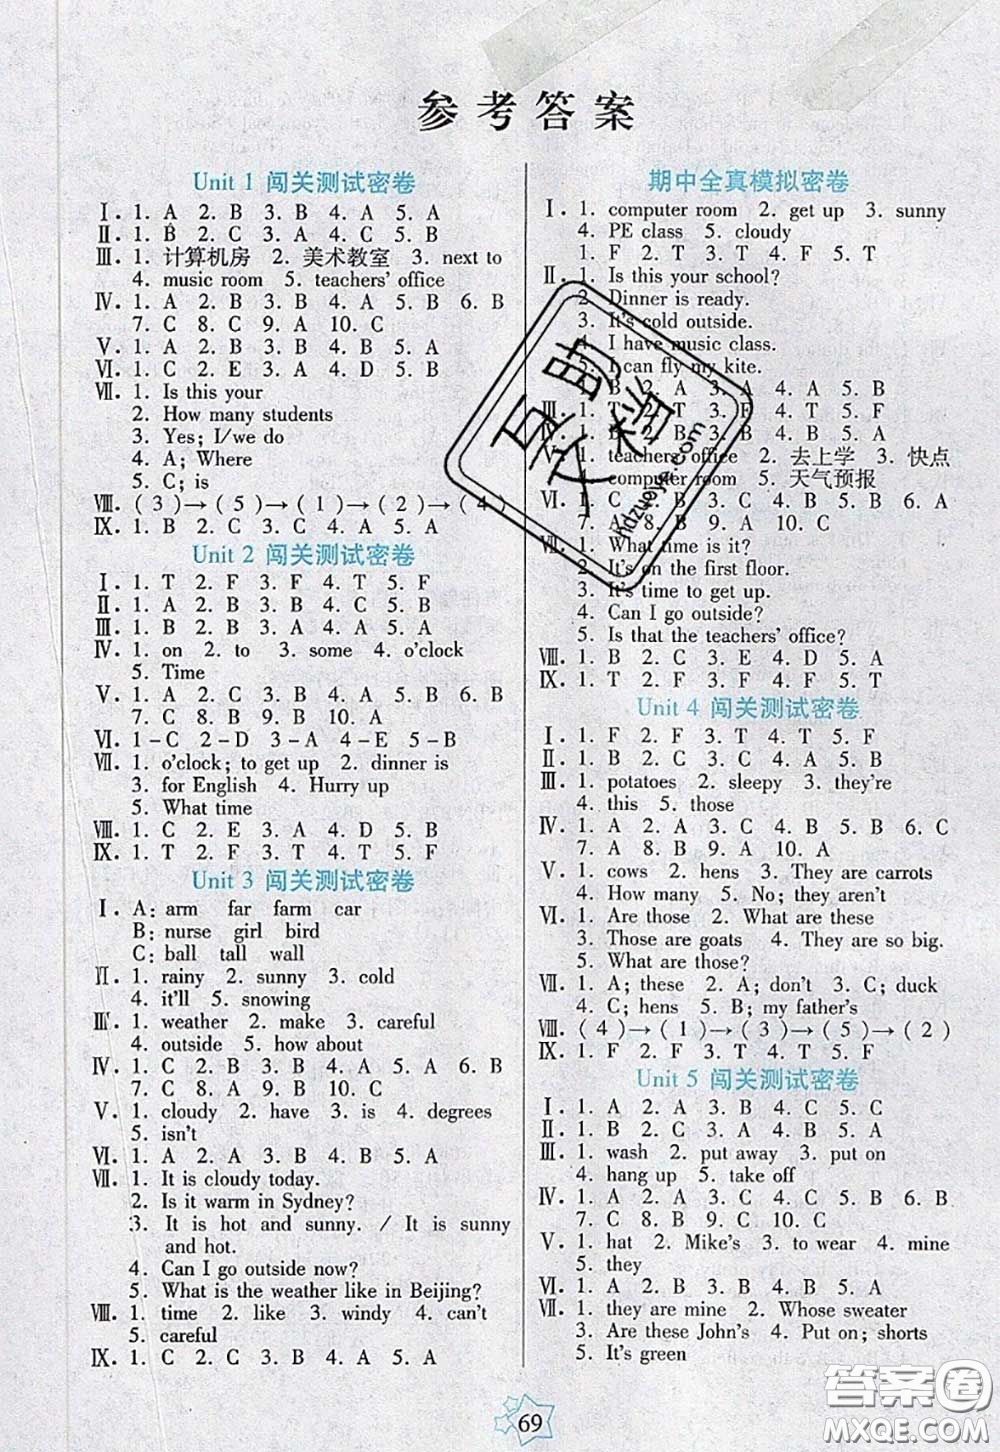 参考答案
Unit 1 闯关测试密卷
Ⅰ. 1. A 2. B 3. B 4. A 5. A
Ⅱ. 1. B 2. C 3. A 4. C 5. B
Ⅲ. 1. 计算机房 2. 美术教室 3. next to
4. music room 5. teachers' office
Ⅳ. 1. A 2. B 3. C 4. A 5. B 6. B
7. C 8. C 9. A 10. C
Ⅴ. 1. A 2. B 3. A 4. A 5. B
Ⅵ. 1. C 2. E 3. A 4. D 5. B
Ⅶ. 1. Is this your
2. How many students
3. Yes; I/we do
4. A; Where
5. C; is
Ⅷ. (3)→(5)→(1)→(2)→(4)
Ⅸ. 1. C 2. B 3. C 4. A 5. A
Unit 2 闯关测试密卷
Ⅰ. 1. T 2. F 3. F 4. T 5. F
Ⅱ. 1. A 2. B 3. B 4. C 5. A
Ⅲ. 1. B 2. A 3. B 4. B 5. A
Ⅳ. 1. on 2. to 3. some 4. o'clock
5. Time
Ⅴ. 1. C 2. B 3. C 4. A 5. B 6. B
7. C 8. B 9. B 10. A
Ⅵ. 1-C 2-D 3-A 4-E 5-B
Ⅶ. 1. o'clock; to get up 2. dinner is
3. for English 4. Hurry up
5. What time
Ⅷ. 1. C 2. E 3. A 4. D 5. B
Ⅸ. 1. T 2. F 3. T 4. T 5. F
Unit 3 闯关测试密卷
Ⅰ. A: arm far farm car
B: nurse girl bird
C: ball tall wall
Ⅱ. 1. rainy 2. sunny 3. cold
4. it'll 5. snowing
Ⅲ. 1. weather 2. make 3. careful
4. outside 5. how about
Ⅳ. 1. C 2. B 3. C 4. A 5. A 6. B
7. C 8. A 9. B 10. C
Ⅴ. 1. cloudy 2. have 3. is 4. degrees
5. isn't
Ⅵ. 1. A 2. A 3. B 4. A 5. C
Ⅶ. 1. It is cloudy today.
2. Is it warm in Sydney?
3. It is hot and sunny. / It is sunny
and hot.
4. Can I go outside now?
5. What is the weather like in Beijing?
Ⅷ. 1. time 2. like 3. windy 4. can't
5. careful
Ⅸ. 1. C 2. C 3. B 4. A 5. A
期中全真模拟密卷
Ⅰ. 1. computer room 2. get up 3. sunny
4. PE class 5. cloudy
1. F 2. T 3. T 4. F 5. T
Ⅱ. 1. Is this your school?
2. Dinner is ready.
3. It's cold outside.
4. I have music class.
5. I can fly my kite.
1. B 2. A 3. A 4. A 5. B
Ⅲ. 1. T 2. T 3. F 4. T 5. F
Ⅳ. 1. B 2. B 3. C 4. A 5. A
Ⅴ. 1. teachers' office 2. 去上学 3. 快点
4. computer room 5. 天气预报
Ⅵ. 1. C 2. B 3. C 4. B 5. B 6. A
7. A 8. B 9. A 10. C
Ⅶ. 1. What time is it?
2. It's on the first floor.
3. It's time to get up.
4. Can I go outside?
5. Is that the teachers' office?
Ⅷ. 1. B 2. C 3. E 4. D 5. A
Ⅸ. 1. T 2. F 3. F 4. F 5. T
Unit 4 闯关测试密卷
Ⅰ. 1. F 2. F 3. T 4. T 5. F
Ⅱ. 1. B 2. C 3. C 4. A 5. A
Ⅲ. 1. potatoes 2. sleepy 3. they're
4. this 5. those
Ⅳ. 1. A 2. A 3. C 4. C 5. B 6. C
7. A 8. B 9. C 10. A
Ⅴ. 1. cows 2. hens 3. They are carrots
4. How many 5. No; they aren't
Ⅵ. 1. Are those 2. What are these
3. Those are goats 4. They are so big.
5. What are those?
Ⅶ. 1. A; these 2. A; don't 3. C; duck
4. C; hens 5. B; my father's
Ⅷ. (4)→(1)→(3)→(5)→(2)
Ⅸ. 1. F 2. F 3. T 4. T 5. F
Unit 5 闯关测试密卷
Ⅰ. 1. A 2. A 3. B 4. C 5. C
Ⅱ. 1. B 2. A 3. B 4. A 5. A
Ⅲ. 1. wash 2. put away 3. put on
4. hang up 5. take off
Ⅳ. 1. A 2. A 3. C 4. C 5. B 6. B
7. C 8. B 9. B 10. C
Ⅴ. 1. hat 2. Mike's 3. to wear 4. mine
5. they
Ⅵ. 1. A 2. B 3. B 4. B 5. A
Ⅶ. 1. they are mine 2. Whose sweater
3. Are these John's 4. Put on; shorts
5. It's green
69
互助文档
hdzuoye.com
答案圈
MXQE.COM